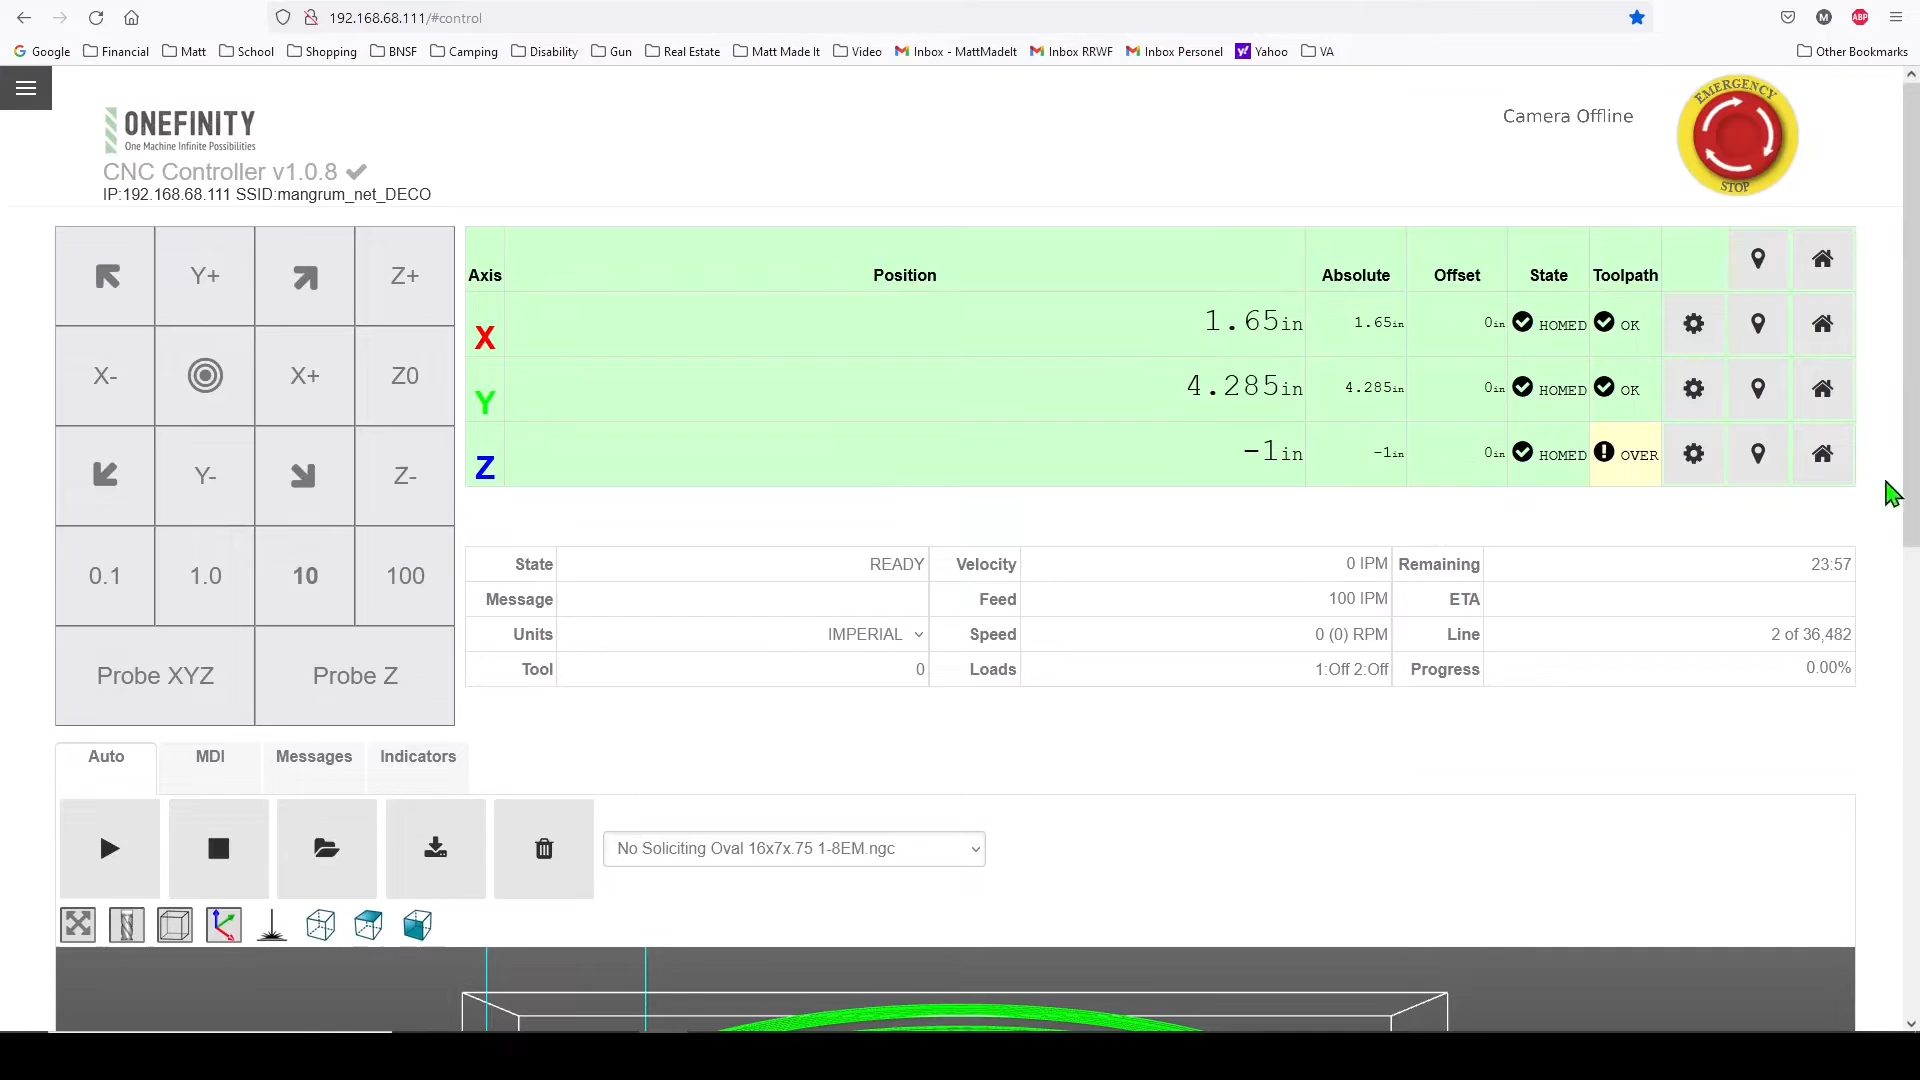 192.168.68.111/#control
M
ABP
Google Financial Matt School Shopping BNSF Camping Disability Gun Real Estate Matt Made It Video Inbox - MattMadeIt Inbox RRWF Inbox Personel Yahoo VA Other Bookmarks
ONEFINITY
One Machine Infinite Possibilities
CNC Controller v1.0.8
IP:192.168.68.111 SSID:mangrum_net_DECO
Camera Offline
EMERGENCY
STOP
Y+ Z+
X- X+ Z0
Y- Z-
0.1 1.0 10 100
Probe XYZ Probe Z
Axis Position Absolute Offset State Toolpath
X 1.65in 1.65in 0in HOMED OK
Y 4.285in 4.285in 0in HOMED OK
Z -1in -1in 0in HOMED OVER
State READY Velocity 0 IPM Remaining 23:57
Message Feed 100 IPM ETA
Units IMPERIAL Speed 0 (0) RPM Line 2 of 36,482
Tool 0 Loads 1:Off 2:Off Progress 0.00%
Auto MDI Messages Indicators
No Soliciting Oval 16x7x.75 1-8EM.ngc